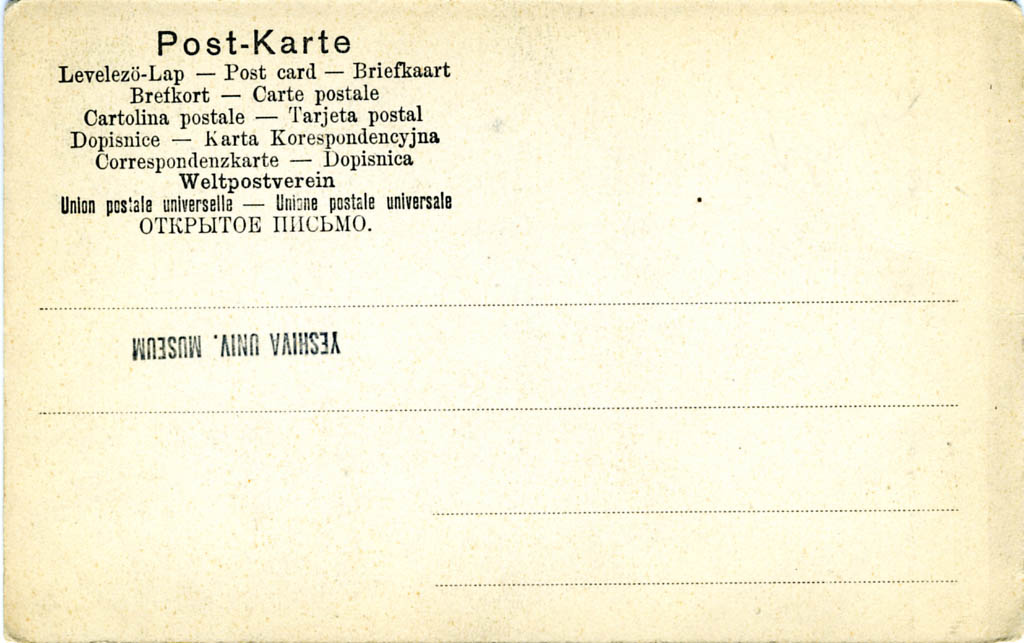 Post-Karte
Levelezö-Lap — Post card — Briefkaart
Brefkort — Carte postale
Cartolina postale — Tarjeta postal
Dopisnice — Karta Korespondencyjna
Correspondenzkarte — Dopisnica
Weltpostverein
Union postale universelle — Unione postale universale
ОТКРЫТОЕ ПИСЬМО.
YESHIVA UNIV. MUSEUM